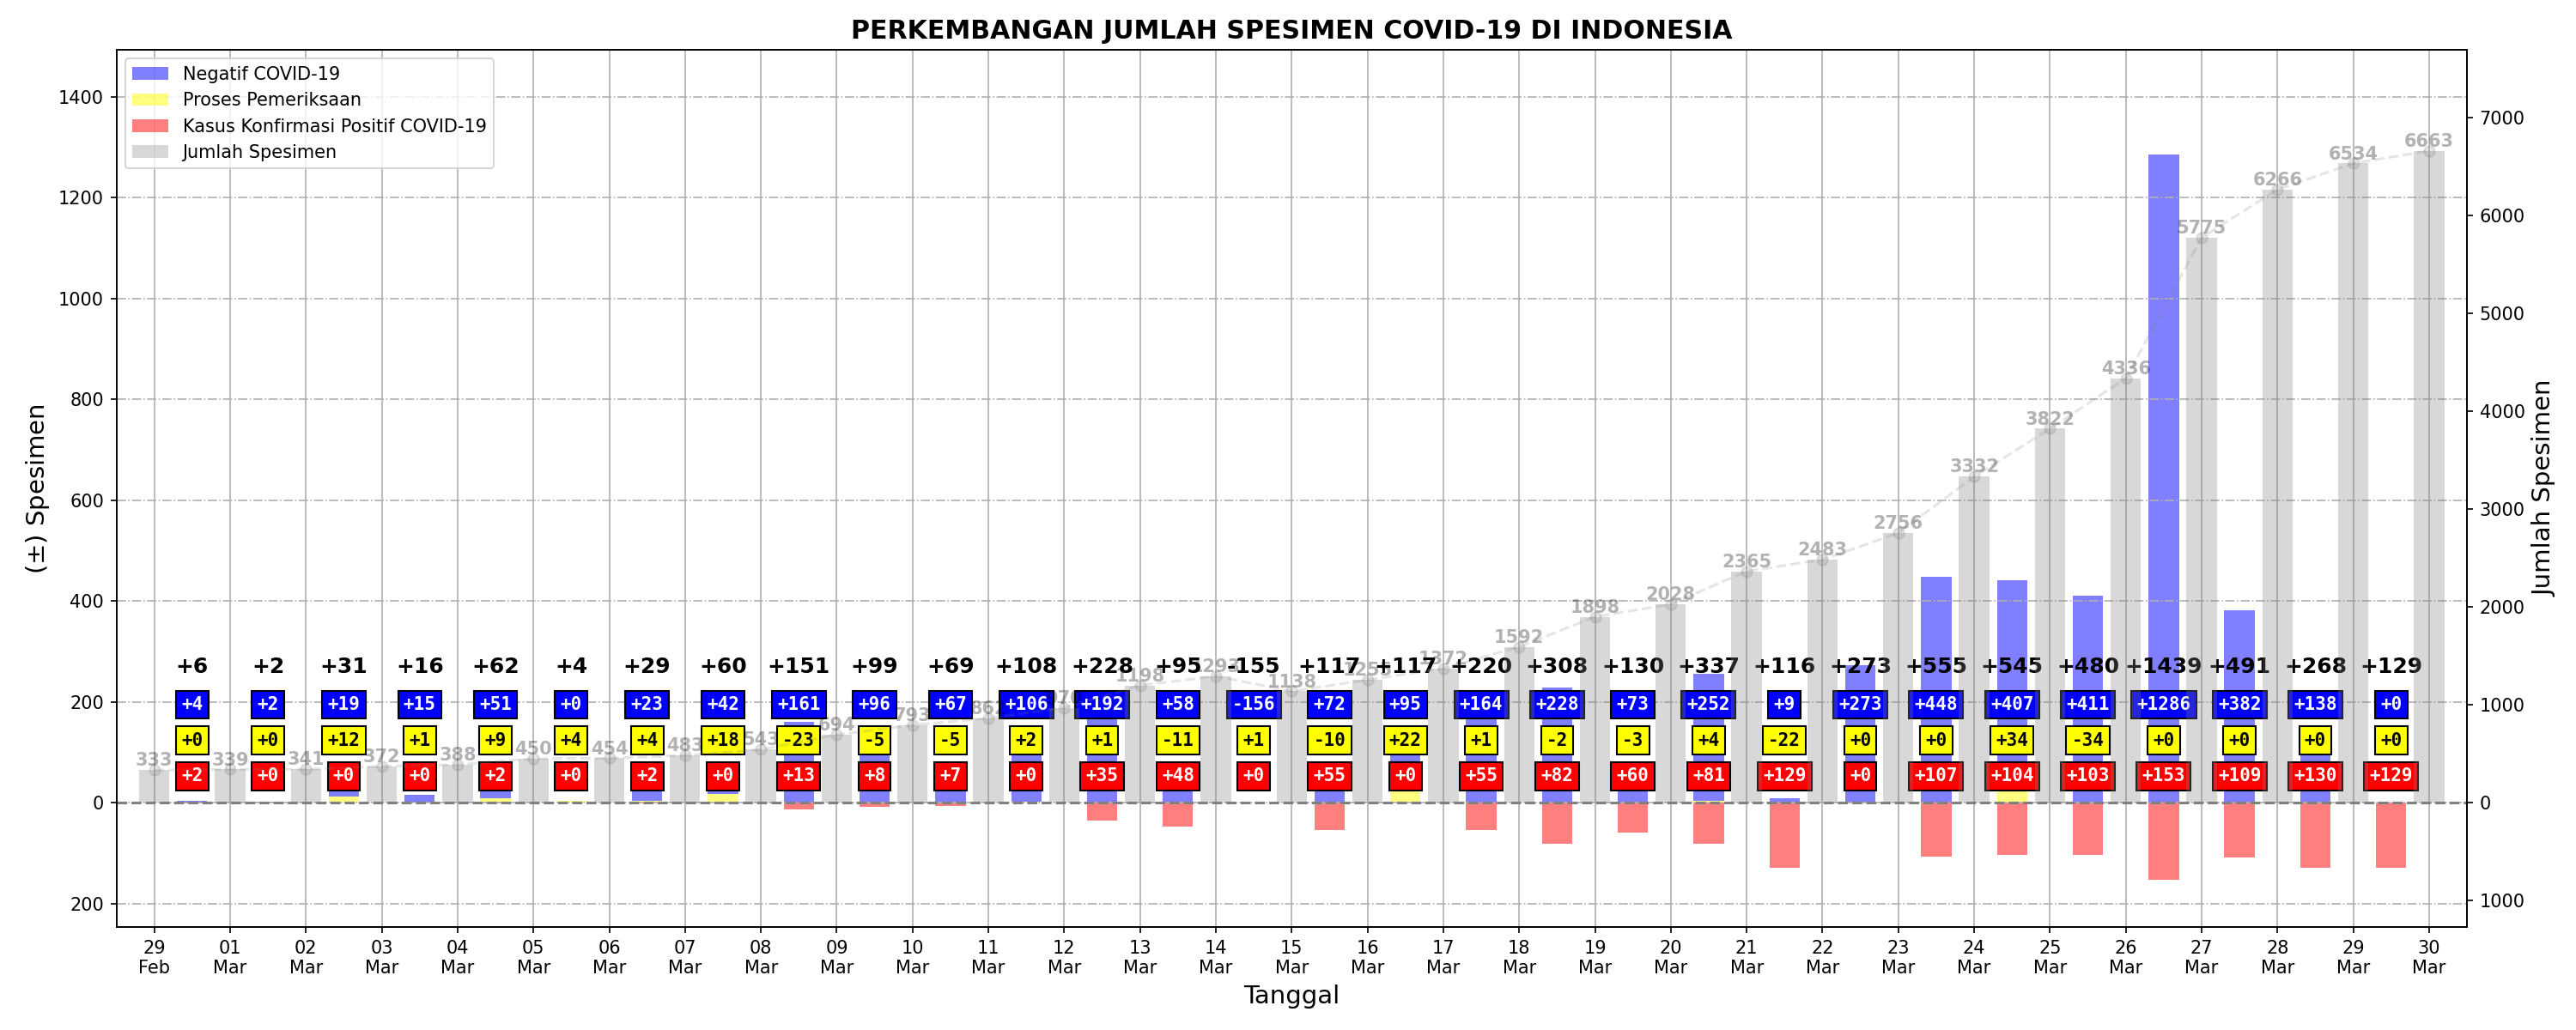 PERKEMBANGAN JUMLAH SPESIMEN COVID-19 DI INDONESIA
Negatif COVID-19
Proses Pemeriksaan
Kasus Konfirmasi Positif COVID-19
Jumlah Spesimen
(±) Spesimen
1400
1200
1000
800
600
400
200
0
200
7000
6000
5000
4000
3000
2000
1000
0
1000
Jumlah Spesimen
333 339 341 372 388 450 454 483 543 694 793 862 1198 1293 1138 1255 1372 1592 1898 2028 2365 2483 2756 3332 3822 4336 5775 6266 6534 6663
+6 +2 +31 +16 +62 +4 +29 +60 +151 +99 +69 +108 +228 +95 -155 +117 +117 +220 +308 +130 +337 +116 +273 +555 +545 +480 +1439 +491 +268 +129
+4 +2 +19 +15 +51 +0 +23 +42 +161 +96 +67 +106 +192 +58 -156 +72 +95 +164 +228 +73 +252 +9 +273 +448 +407 +411 +1286 +382 +138 +0
+0 +0 +12 +1 +9 +4 +4 +18 -23 -5 -5 +2 +1 -11 +1 -10 +22 +1 -2 -3 +4 -22 +0 +0 +34 -34 +0 +0 +0 +0
+2 +0 +0 +0 +2 +0 +2 +0 +13 +8 +7 +0 +35 +48 +0 +55 +0 +55 +82 +60 +81 +129 +0 +107 +104 +103 +153 +109 +130 +129
29 01 02 03 04 05 06 07 08 09 10 11 12 13 14 15 16 17 18 19 20 21 22 23 24 25 26 27 28 29 30
Feb Mar Mar Mar Mar Mar Mar Mar Mar Mar Mar Mar Mar Mar Mar Mar Mar Mar Mar Mar Mar Mar Mar Mar Mar Mar Mar Mar Mar Mar Mar
Tanggal